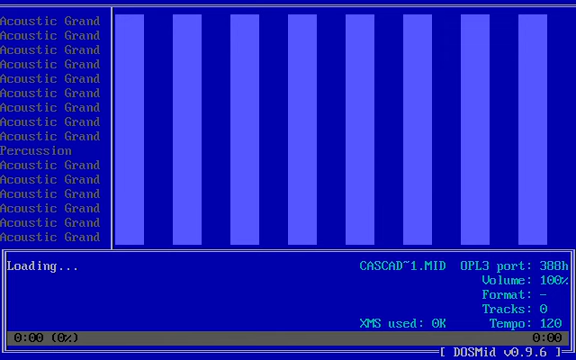 Acoustic Grand
Acoustic Grand
Acoustic Grand
Acoustic Grand
Acoustic Grand
Acoustic Grand
Acoustic Grand
Acoustic Grand
Acoustic Grand
Percussion
Acoustic Grand
Acoustic Grand
Acoustic Grand
Acoustic Grand
Acoustic Grand
Acoustic Grand
Loading... CASCAD~1.MID OPL3 port: 388h
Volume: 100%
Format: -
Tracks: 0
XMS used: 0K Tempo: 120
0:00 (0%) 0:00
[ DOSMid v0.9.6 ]